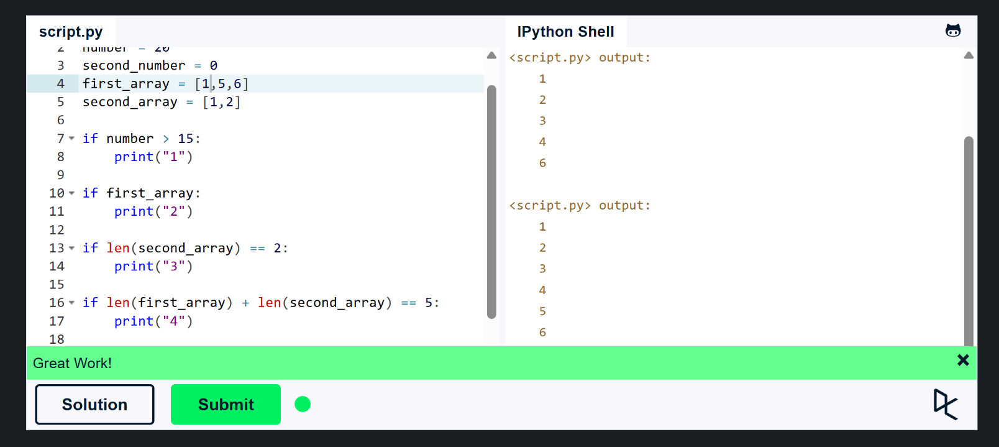 script.py
2 number = 20
3 second_number = 0
4 first_array = [1,5,6]
5 second_array = [1,2]
6
7 if number > 15:
8 print("1")
9
10 if first_array:
11 print("2")
12
13 if len(second_array) == 2:
14 print("3")
15
16 if len(first_array) + len(second_array) == 5:
17 print("4")
18
IPython Shell
<script.py> output:
1
2
3
4
6
<script.py> output:
1
2
3
4
5
6
Great Work!
Solution
Submit